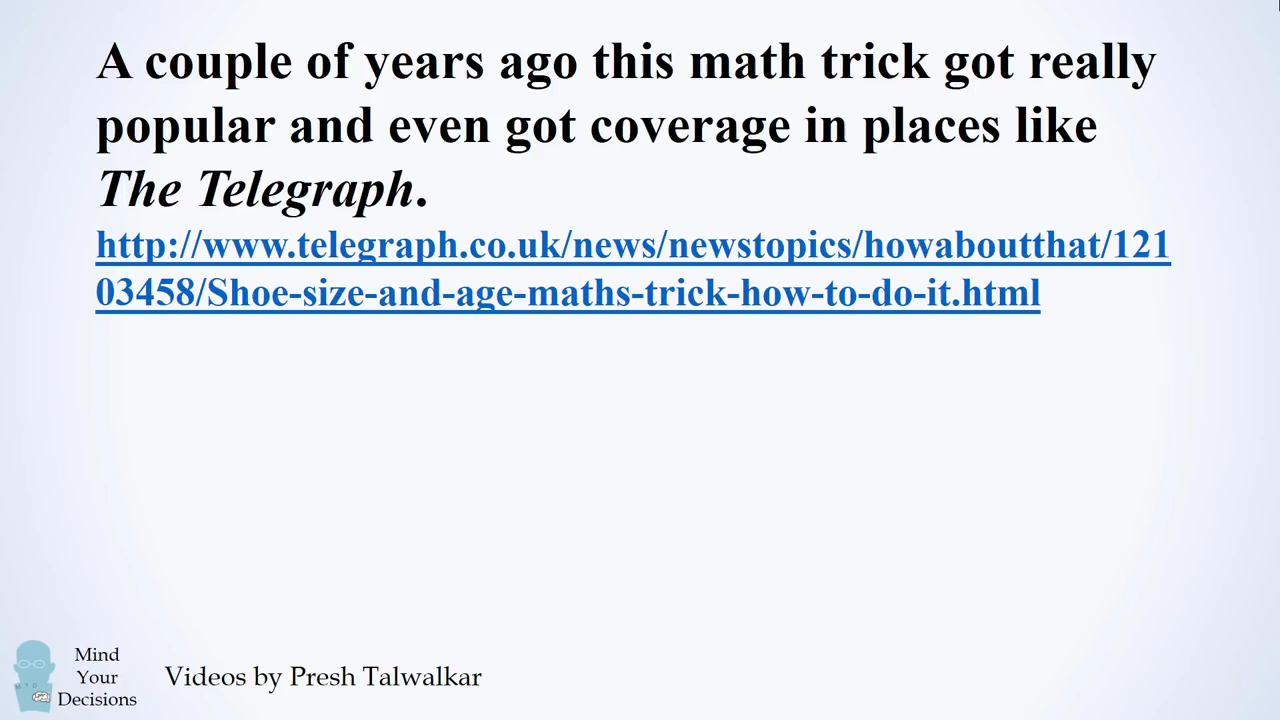 A couple of years ago this math trick got really
popular and even got coverage in places like
The Telegraph.
http://www.telegraph.co.uk/news/newstopics/howaboutthat/121
03458/Shoe-size-and-age-maths-trick-how-to-do-it.html
Mind
Your
Decisions
Videos by Presh Talwalkar